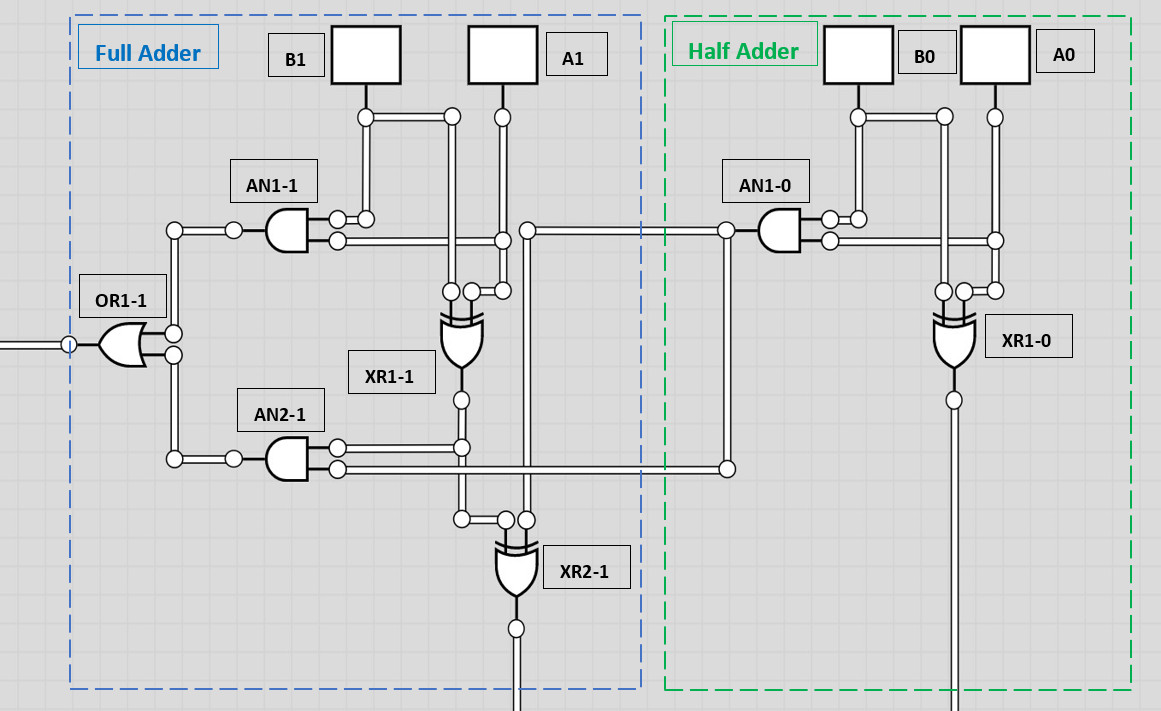 Full Adder
B1
A1
Half Adder
B0
A0
AN1-1
AN1-0
OR1-1
XR1-1
XR1-0
AN2-1
XR2-1